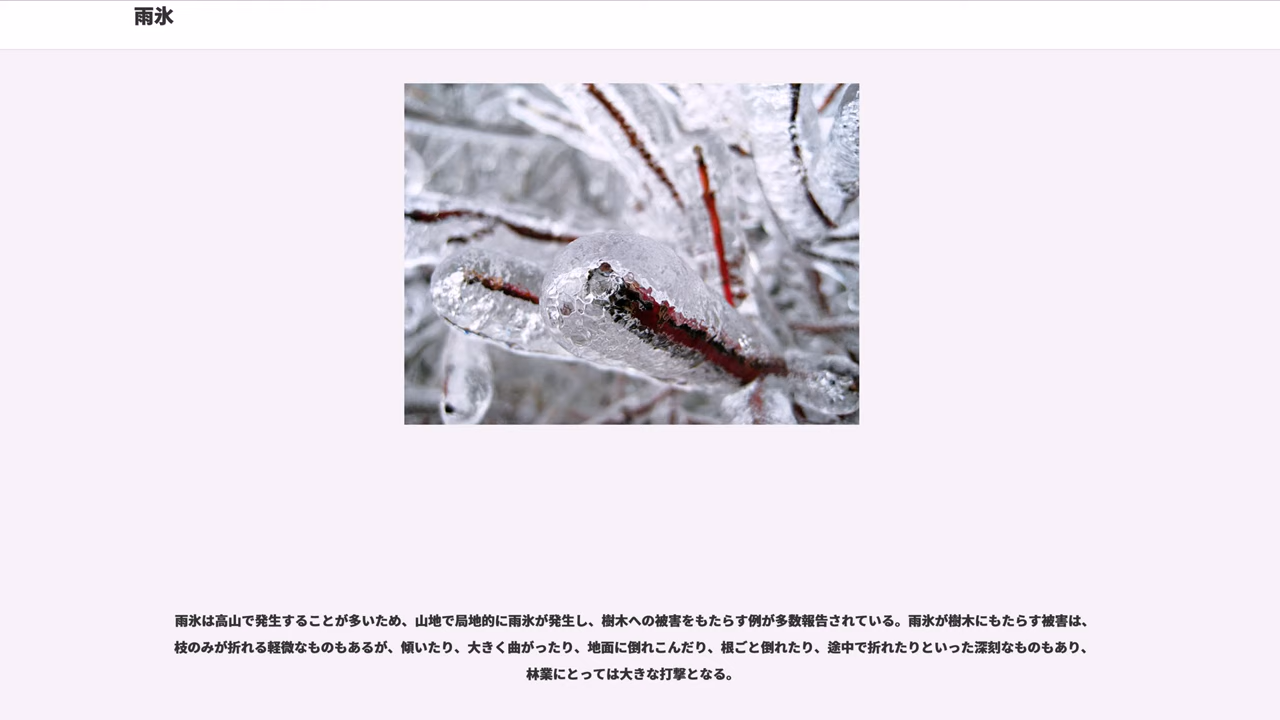 雨氷
雨氷は高山で発生することが多いため、山地で局地的に雨氷が発生し、樹木への被害をもたらす例が多数報告されている。雨氷が樹木にもたらす被害は、
枝のみが折れる軽微なものもあるが、傾いたり、大きく曲がったり、地面に倒れこんだり、根ごと倒れたり、途中で折れたりといった深刻なものもあり、
林業にとっては大きな打撃となる。